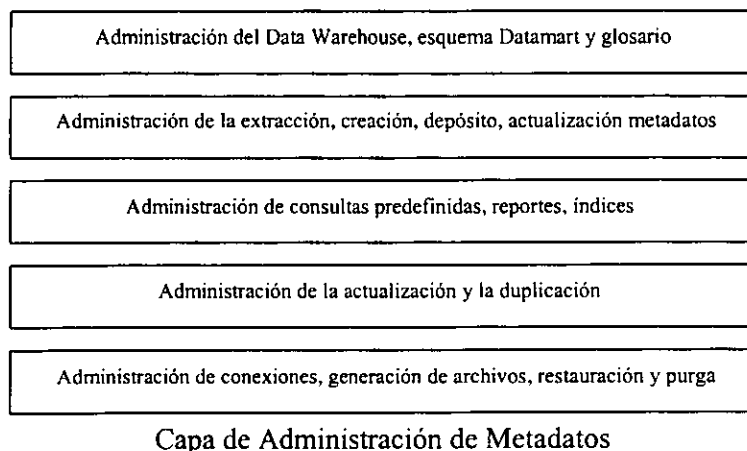 Administración del Data Warehouse, esquema Datamart y glosario
Administración de la extracción, creación, depósito, actualización metadatos
Administración de consultas predefinidas, reportes, índices
Administración de la actualización y la duplicación
Administración de conexiones, generación de archivos, restauración y purga
Capa de Administración de Metadatos